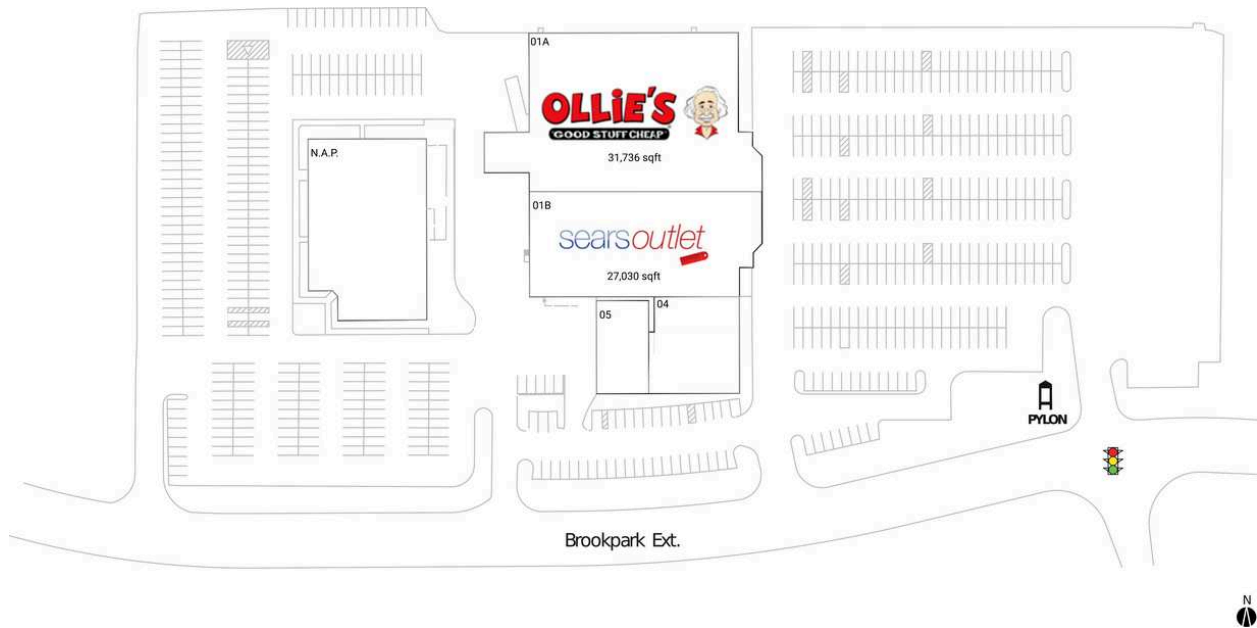 01A
OLLIE'S
GOOD STUFF CHEAP
31,736 sqft
N.A.P.
01B
searsoutlet
27,030 sqft
04
05
PYLON
Brookpark Ext.
N